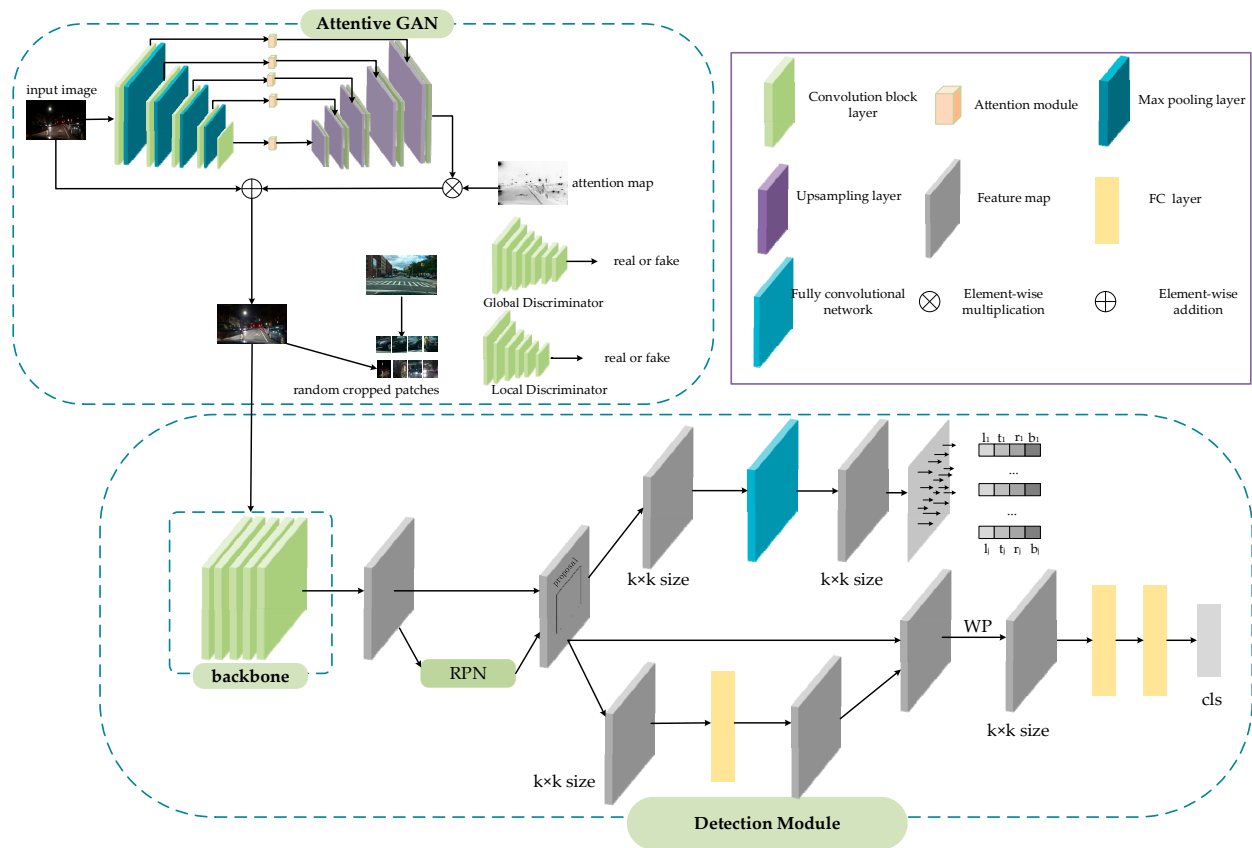 Attentive GAN
input image
attention map
real or fake
Global Discriminator
real or fake
random cropped patches
Local Discriminator
Convolution block
layer
Attention module
Max pooling layer
Upsampling layer
Feature map
FC layer
Fully convolutional
network
Element-wise
multiplication
Element-wise
addition
l₁ t₁ r₁ b₁
...
...
lⱼ tⱼ rⱼ bⱼ
proposal
k×k size
k×k size
backbone
RPN
WP
k×k size
k×k size
cls
Detection Module